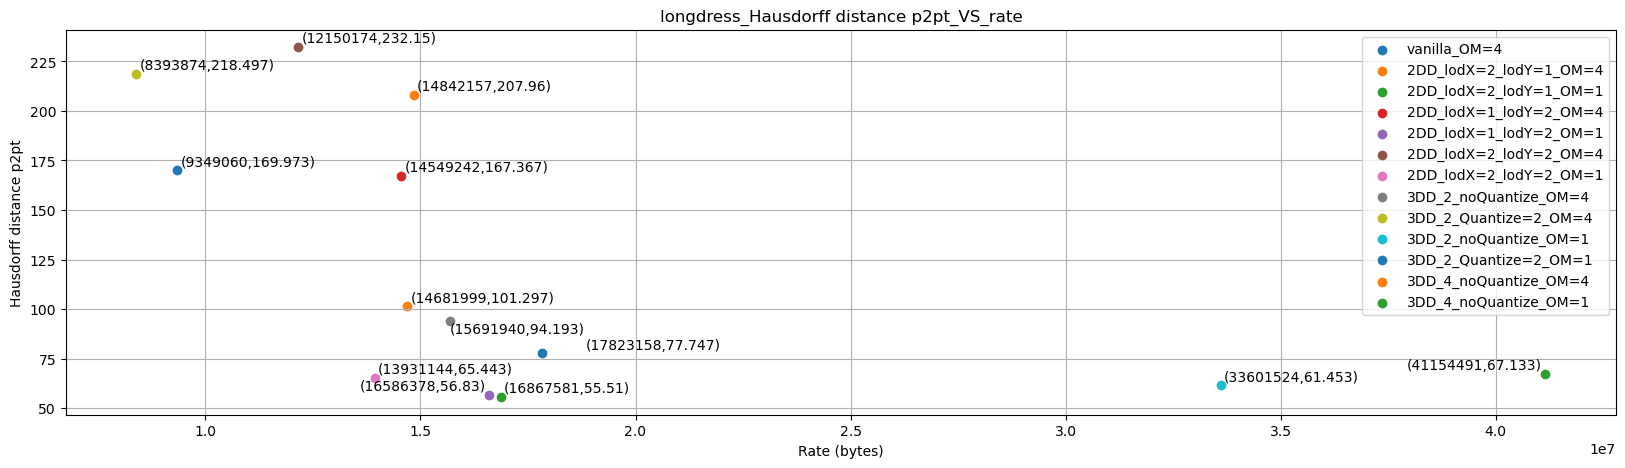 longdress_Hausdorff distance p2pt_VS_rate
Hausdorff distance p2pt
225
200
175
150
125
100
75
50
(12150174,232.15)
(8393874,218.497)
(14842157,207.96)
(9349060,169.973)
(14549242,167.367)
(14681999,101.297)
(15691940,94.193)
(17823158,77.747)
(13931144,65.443)
(16586378,56.83)
(16867581,55.51)
(33601524,61.453)
(41154491,67.133)
vanilla_OM=4
2DD_lodX=2_lodY=1_OM=4
2DD_lodX=2_lodY=1_OM=1
2DD_lodX=1_lodY=2_OM=4
2DD_lodX=1_lodY=2_OM=1
2DD_lodX=2_lodY=2_OM=4
2DD_lodX=2_lodY=2_OM=1
3DD_2_noQuantize_OM=4
3DD_2_Quantize=2_OM=4
3DD_2_noQuantize_OM=1
3DD_2_Quantize=2_OM=1
3DD_4_noQuantize_OM=4
3DD_4_noQuantize_OM=1
1.0 1.5 2.0 2.5 3.0 3.5 4.0
1e7
Rate (bytes)